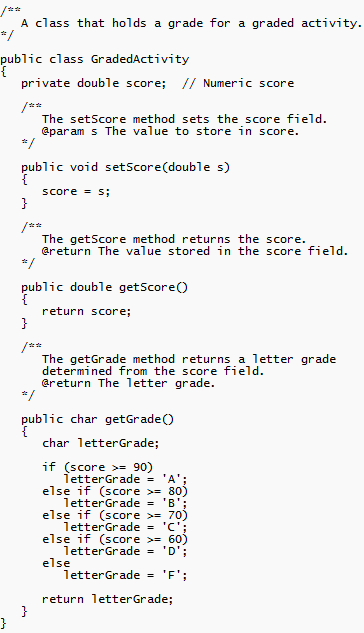 /**
   A class that holds a grade for a graded activity.
*/

public class GradedActivity
{
   private double score;  // Numeric score

   /**
      The setScore method sets the score field.
      @param s The value to store in score.
   */

   public void setScore(double s)
   {
      score = s;
   }

   /**
      The getScore method returns the score.
      @return The value stored in the score field.
   */

   public double getScore()
   {
      return score;
   }

   /**
      The getGrade method returns a letter grade
      determined from the score field.
      @return The letter grade.
   */

   public char getGrade()
   {
      char letterGrade;

      if (score >= 90)
         letterGrade = 'A';
      else if (score >= 80)
         letterGrade = 'B';
      else if (score >= 70)
         letterGrade = 'C';
      else if (score >= 60)
         letterGrade = 'D';
      else
         letterGrade = 'F';

      return letterGrade;
   }
}